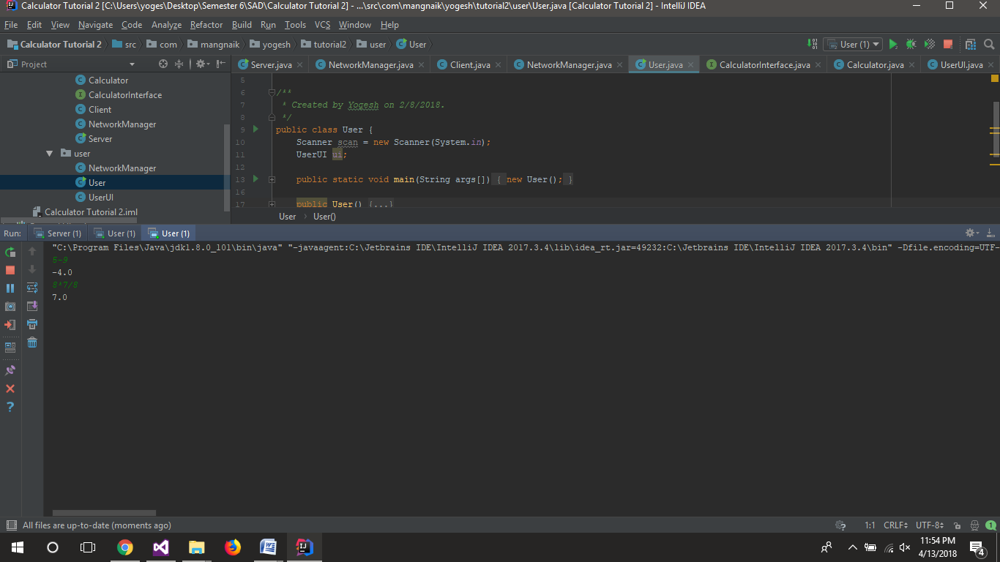 Calculator Tutorial 2 [C:\Users\yoges\Desktop\Semester 6\SAD\Calculator Tutorial 2] - ...\src\com\mangnaik\yogesh\tutorial2\user\User.java [Calculator Tutorial 2] - IntelliJ IDEA
File Edit View Navigate Code Analyze Refactor Build Run Tools VCS Window Help
Calculator Tutorial 2 src com mangnaik yogesh tutorial2 user User User (1)
Project Server.java NetworkManager.java Client.java NetworkManager.java User.java CalculatorInterface.java Calculator.java UserUI.java
Calculator
CalculatorInterface
Client
NetworkManager
Server
user
NetworkManager
User
UserUI
Calculator Tutorial 2.iml
5
6 /**
7 * Created by Yogesh on 2/8/2018.
8 */
9 public class User {
10 Scanner scan = new Scanner(System.in);
11 UserUI ui;
12
13 public static void main(String args[]) { new User(); }
16
17 public User() {...}
User User()
Run: Server (1) User (1) User (1)
"C:\Program Files\Java\jdk1.8.0_101\bin\java" "-javaagent:C:\Jetbrains IDE\IntelliJ IDEA 2017.3.4\lib\idea_rt.jar=49232:C:\Jetbrains IDE\IntelliJ IDEA 2017.3.4\bin" -Dfile.encoding=UTF-
5-9
-4.0
8*7/8
7.0
All files are up-to-date (moments ago) 1:1 CRLF UTF-8 1
11:54 PM
4/13/2018
4